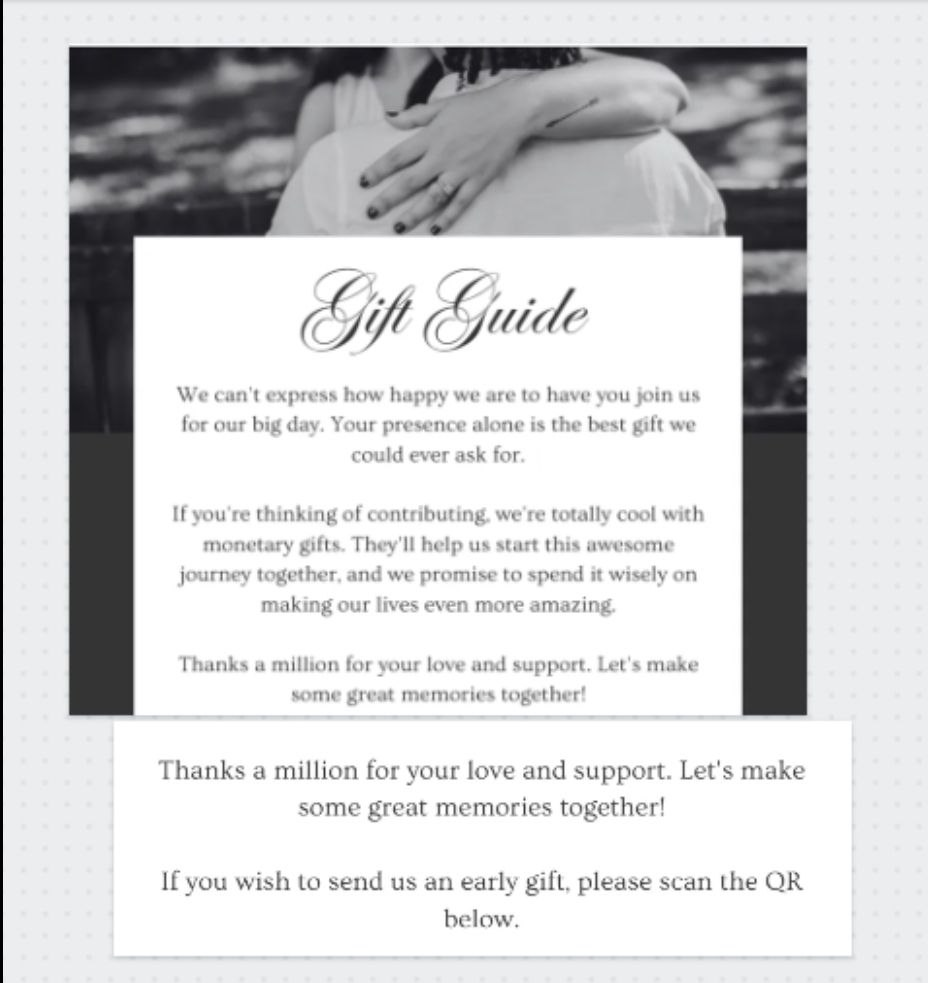 Gift Guide
We can't express how happy we are to have you join us
for our big day. Your presence alone is the best gift we
could ever ask for.
If you're thinking of contributing, we're totally cool with
monetary gifts. They'll help us start this awesome
journey together, and we promise to spend it wisely on
making our lives even more amazing.
Thanks a million for your love and support. Let's make
some great memories together!
Thanks a million for your love and support. Let's make
some great memories together!
If you wish to send us an early gift, please scan the QR
below.